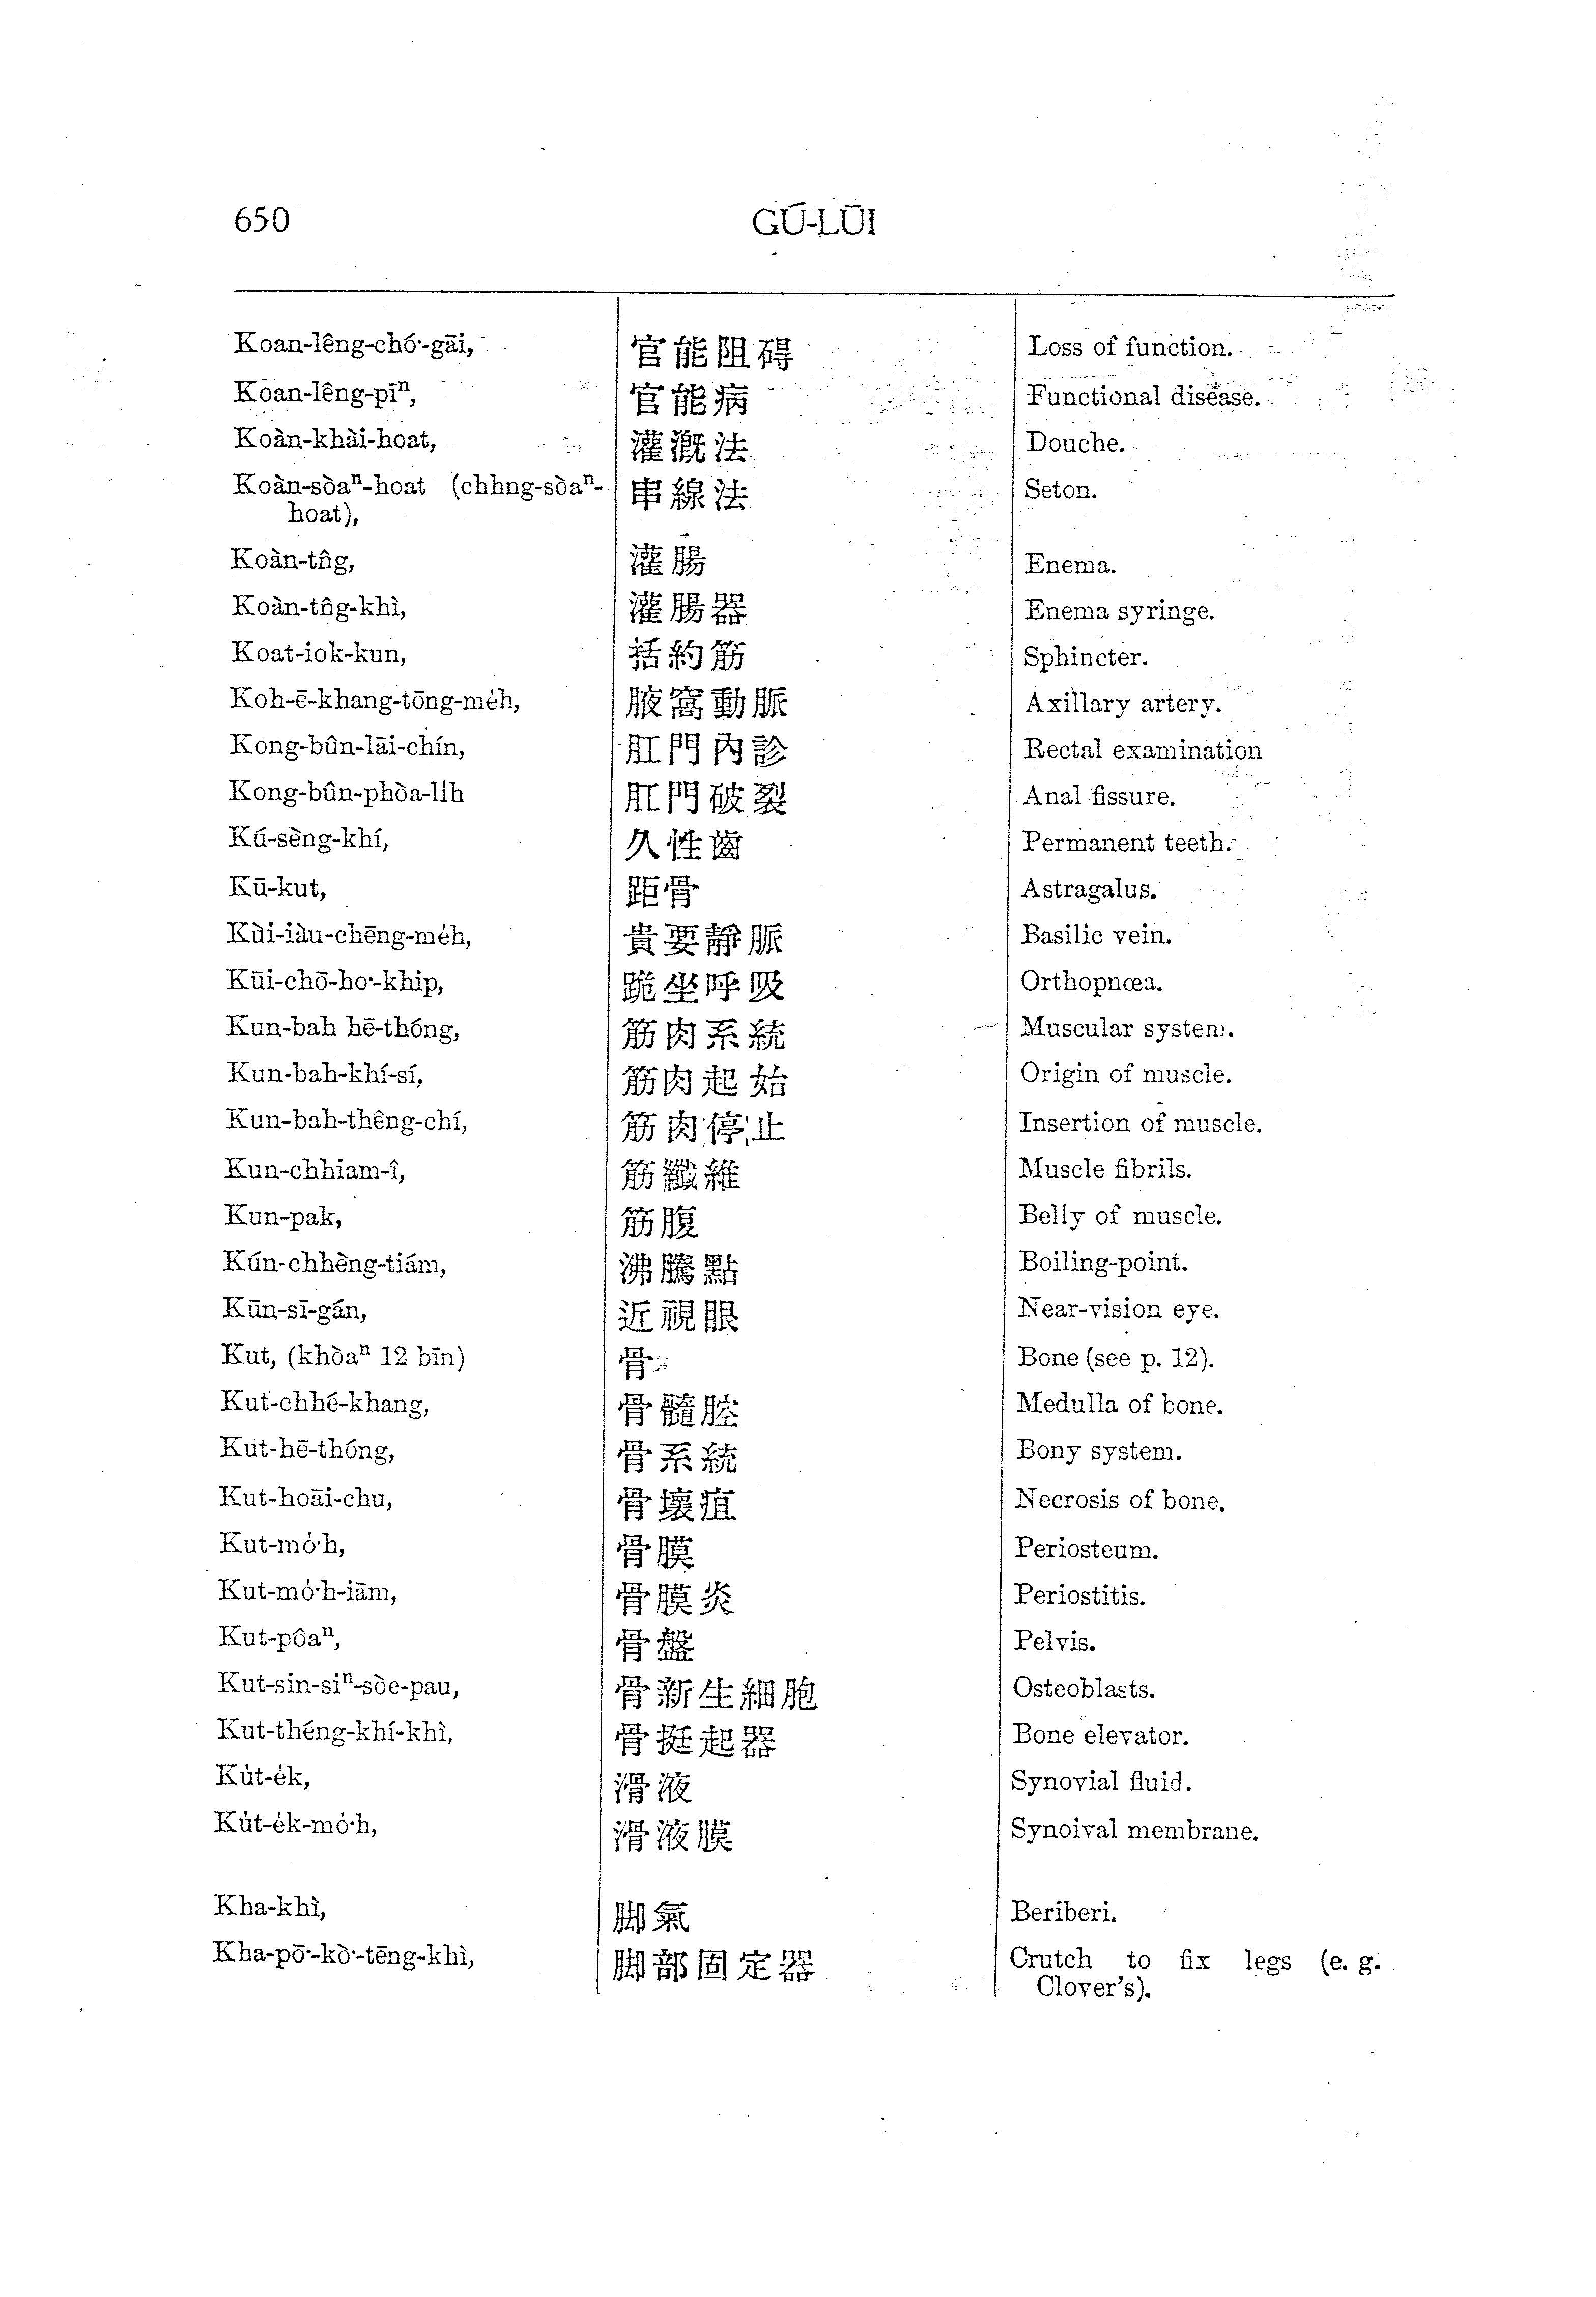 650 GÚ-LŪI
Koan-lêng-chó͘-gāi, 官能阻碍 Loss of function.
Koan-lêng-pīⁿ, 官能病 Functional disease.
Koàn-khài-hoat, 灌漑法 Douche.
Koàn-sòaⁿ-hoat (chhng-sòaⁿ- 串線法 Seton.
hoat),
Koàn-tn̂g, 灌腸 Enema.
Koàn-tn̂g-khì, 灌腸器 Enema syringe.
Koat-iok-kun, 括約筋 Sphincter.
Koh-ē-khang-tōng-me̍h, 腋窩動脈 Axillary artery.
Kong-bûn-lāi-chín, 肛門內診 Rectal examination
Kong-bûn-phòa-li̍h 肛門破裂 Anal fissure.
Kú-sèng-khí, 久性齒 Permanent teeth.
Kū-kut, 距骨 Astragalus.
Kùi-iàu-chēng-me̍h, 貴要靜脈 Basilic vein.
Kūi-chō-ho͘-khip, 跪坐呼吸 Orthopnœa.
Kun-bah hē-thóng, 筋肉系統 Muscular system.
Kun-bah-khí-sí, 筋肉起始 Origin of muscle.
Kun-bah-thêng-chí, 筋肉停止 Insertion of muscle.
Kun-chhiam-î, 筋纖維 Muscle fibrils.
Kun-pak, 筋腹 Belly of muscle.
Kún-chhèng-tiám, 沸騰點 Boiling-point.
Kūn-sī-gán, 近視眼 Near-vision eye.
Kut, (khòaⁿ 12 bīn) 骨 Bone (see p. 12).
Kut-chhé-khang, 骨髓腔 Medulla of bone.
Kut-hē-thóng, 骨系統 Bony system.
Kut-hoāi-chu, 骨壞疽 Necrosis of bone.
Kut-mo̍͘h, 骨膜 Periosteum.
Kut-mo̍͘h-iām, 骨膜炎 Periostitis.
Kut-pôaⁿ, 骨盤 Pelvis.
Kut-sin-siⁿ-sòe-pau, 骨新生細胞 Osteoblasts.
Kut-théng-khí-khì, 骨挺起器 Bone elevator.
Ku̍t-e̍k, 滑液 Synovial fluid.
Ku̍t-e̍k-mo̍͘h, 滑液膜 Synoival membrane.
Kha-khì, 脚氣 Beriberi.
Kha-pō͘-kò͘-tēng-khì, 脚部固定器 Crutch to fix legs (e. g.
Clover's).